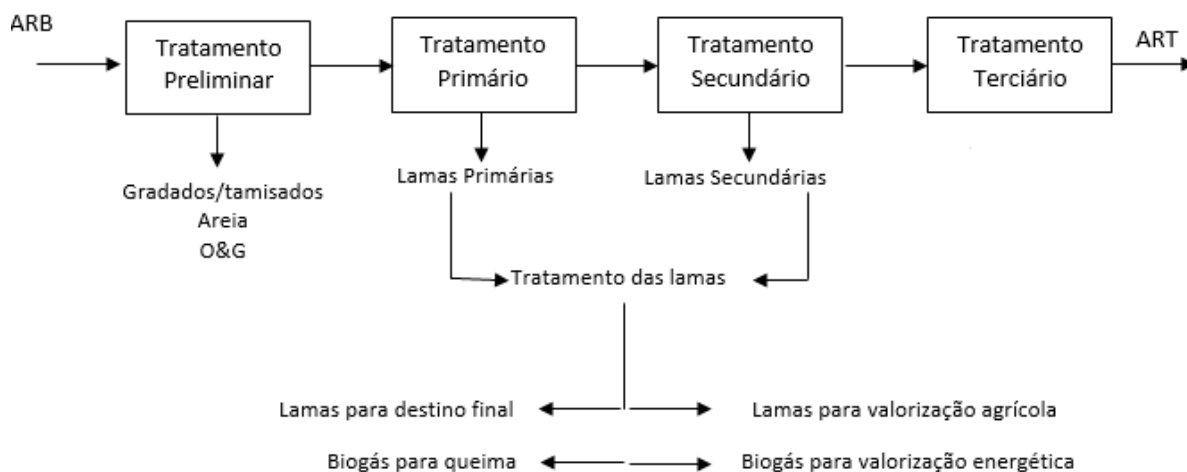 ARB
Tratamento
Preliminar
Tratamento
Primário
Tratamento
Secundário
Tratamento
Terciário
ART
Gradados/tamisados
Areia
O&G
Lamas Primárias
Lamas Secundárias
Tratamento das lamas
Lamas para destino final
Lamas para valorização agrícola
Biogás para queima
Biogás para valorização energética